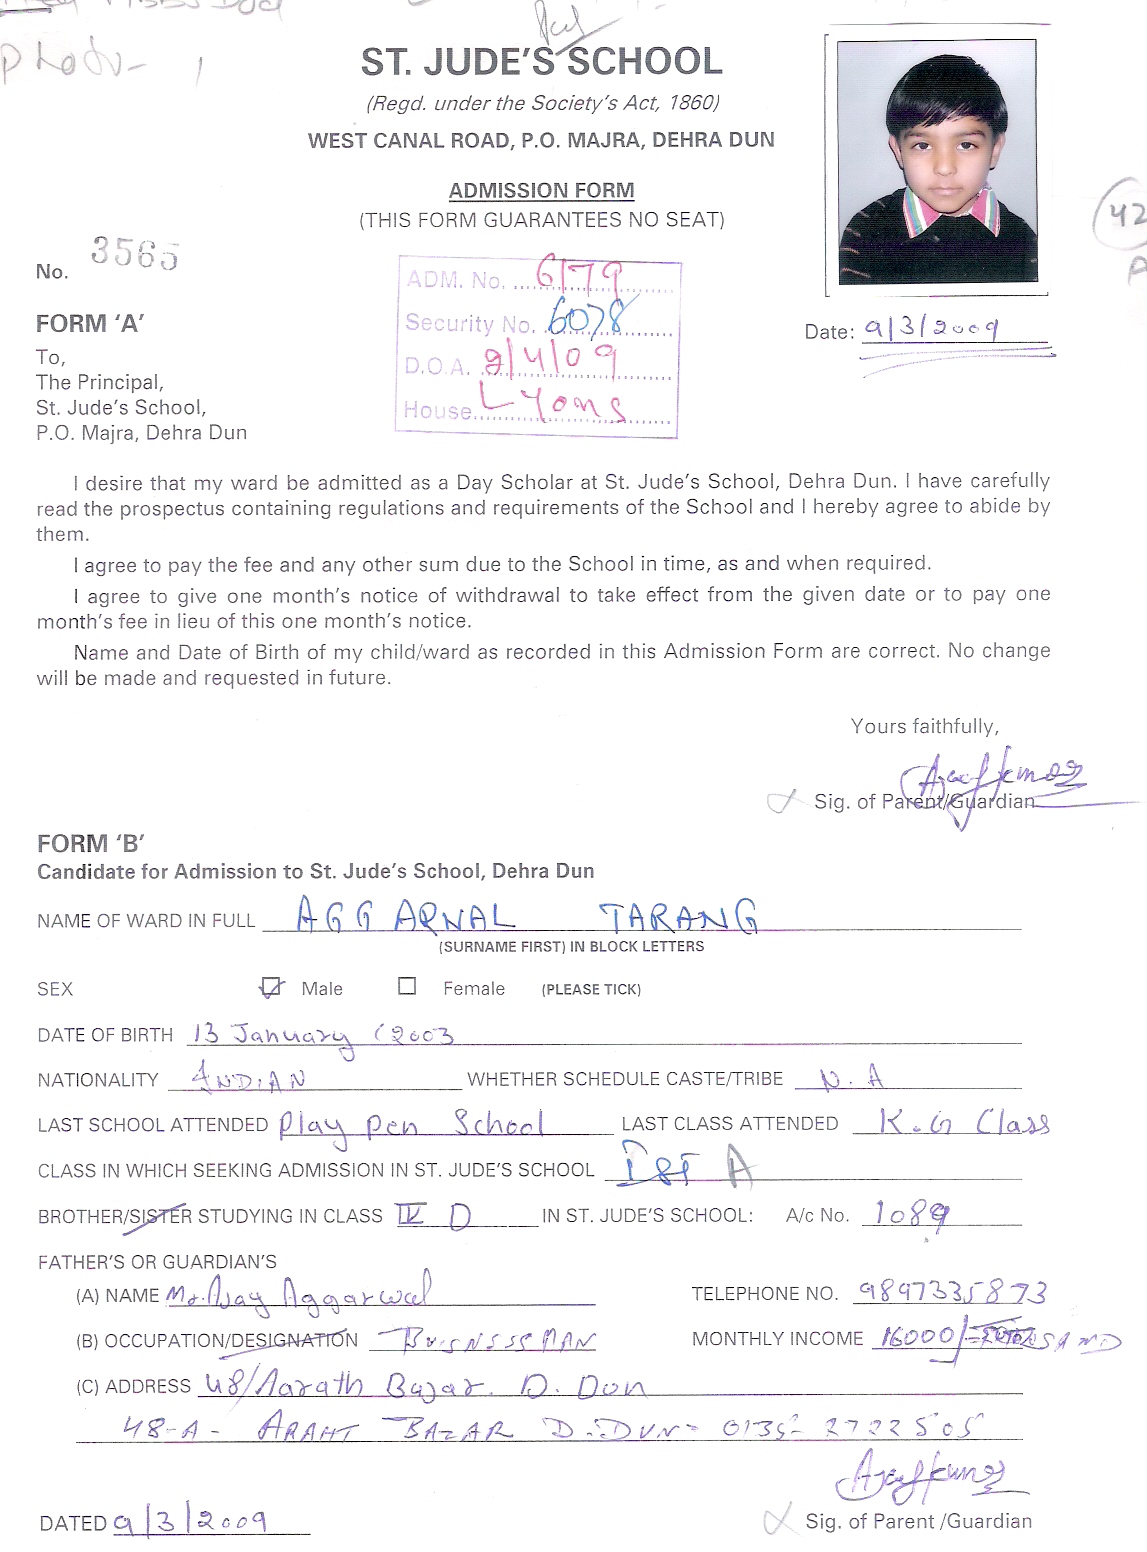 Photo - 1
ST. JUDE'S SCHOOL
(Regd. under the Society's Act, 1860)
WEST CANAL ROAD, P.O. MAJRA, DEHRA DUN
ADMISSION FORM
(THIS FORM GUARANTEES NO SEAT)
42
No. 3565
ADM. No. 6179
Security No. 6078
D.O.A. 2/4/09
House Lyons
Date: 9/3/2009
FORM 'A'
To,
The Principal,
St. Jude's School,
P.O. Majra, Dehra Dun
I desire that my ward be admitted as a Day Scholar at St. Jude's School, Dehra Dun. I have carefully
read the prospectus containing regulations and requirements of the School and I hereby agree to abide by
them.
I agree to pay the fee and any other sum due to the School in time, as and when required.
I agree to give one month's notice of withdrawal to take effect from the given date or to pay one
month's fee in lieu of this one month's notice.
Name and Date of Birth of my child/ward as recorded in this Admission Form are correct. No change
will be made and requested in future.
Yours faithfully,
Sig. of Parent/Guardian
FORM 'B'
Candidate for Admission to St. Jude's School, Dehra Dun
NAME OF WARD IN FULL AGGARWAL TARANG
(SURNAME FIRST) IN BLOCK LETTERS
SEX Male Female (PLEASE TICK)
DATE OF BIRTH 13 January (2003
NATIONALITY INDIAN WHETHER SCHEDULE CASTE/TRIBE N.A
LAST SCHOOL ATTENDED Play pen School LAST CLASS ATTENDED K.G Class
CLASS IN WHICH SEEKING ADMISSION IN ST. JUDE'S SCHOOL Ist A
BROTHER/SISTER STUDYING IN CLASS IV D IN ST. JUDE'S SCHOOL: A/c No. 1089
FATHER'S OR GUARDIAN'S
(A) NAME Mr. Ajay Aggarwal TELEPHONE NO. 9897335873
(B) OCCUPATION/DESIGNATION BUISNSSSMAN MONTHLY INCOME 16000/=
(C) ADDRESS 48/Aarath Bajar. D. Don
48-A - ARAHT BAZAR D.DUN- 0135-2722505
DATED 9/3/2009 Sig. of Parent /Guardian